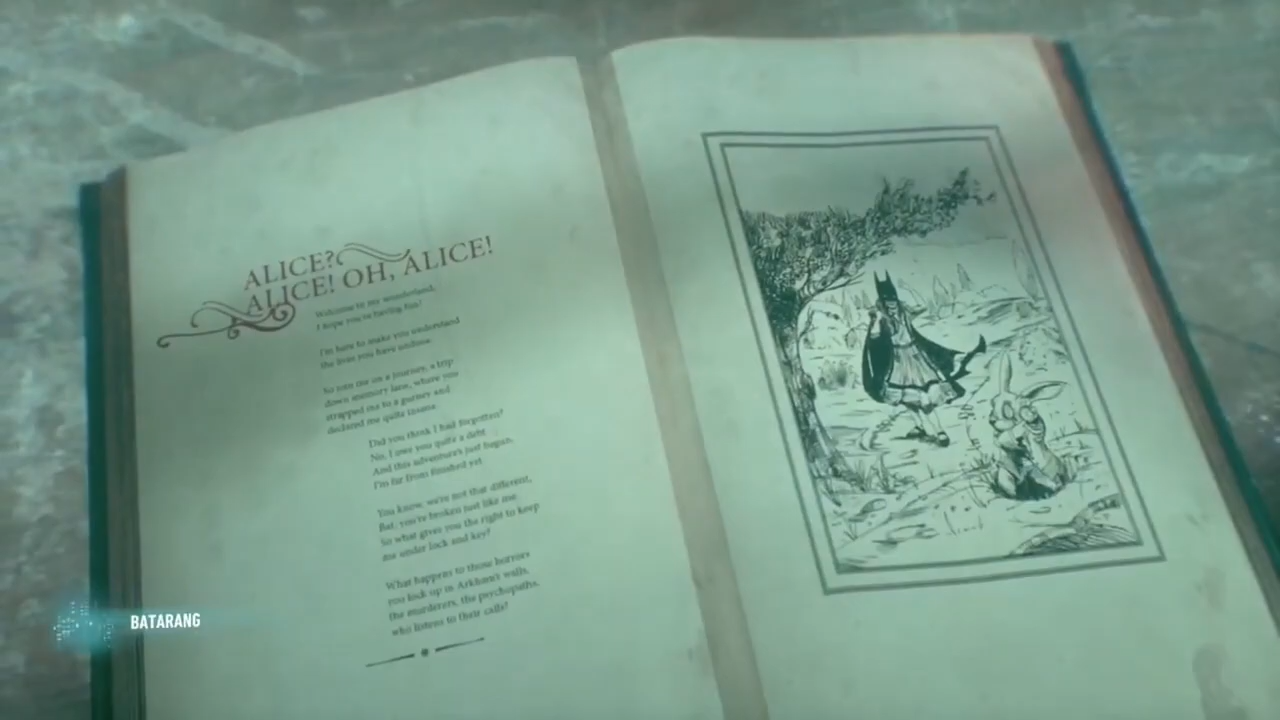 ALICE?
ALICE! OH, ALICE!
Welcome to my wonderland,
I hope you're having fun!
I'm here to make you understand
the lives you have undone.
So join me on a journey, a trip
down memory lane, where you
strapped me to a gurney and
declared me quite insane.
Did you think I had forgotten?
No, I owe you quite a debt
And this adventure's just begun,
I'm far from finished yet
You know, we're not that different,
Bat, you're broken just like me
So what gives you the right to keep
me under lock and key?
What happens to those horrors
you lock up in Arkham's walls,
the murderers, the psychopaths,
who listens to their calls?
BATARANG